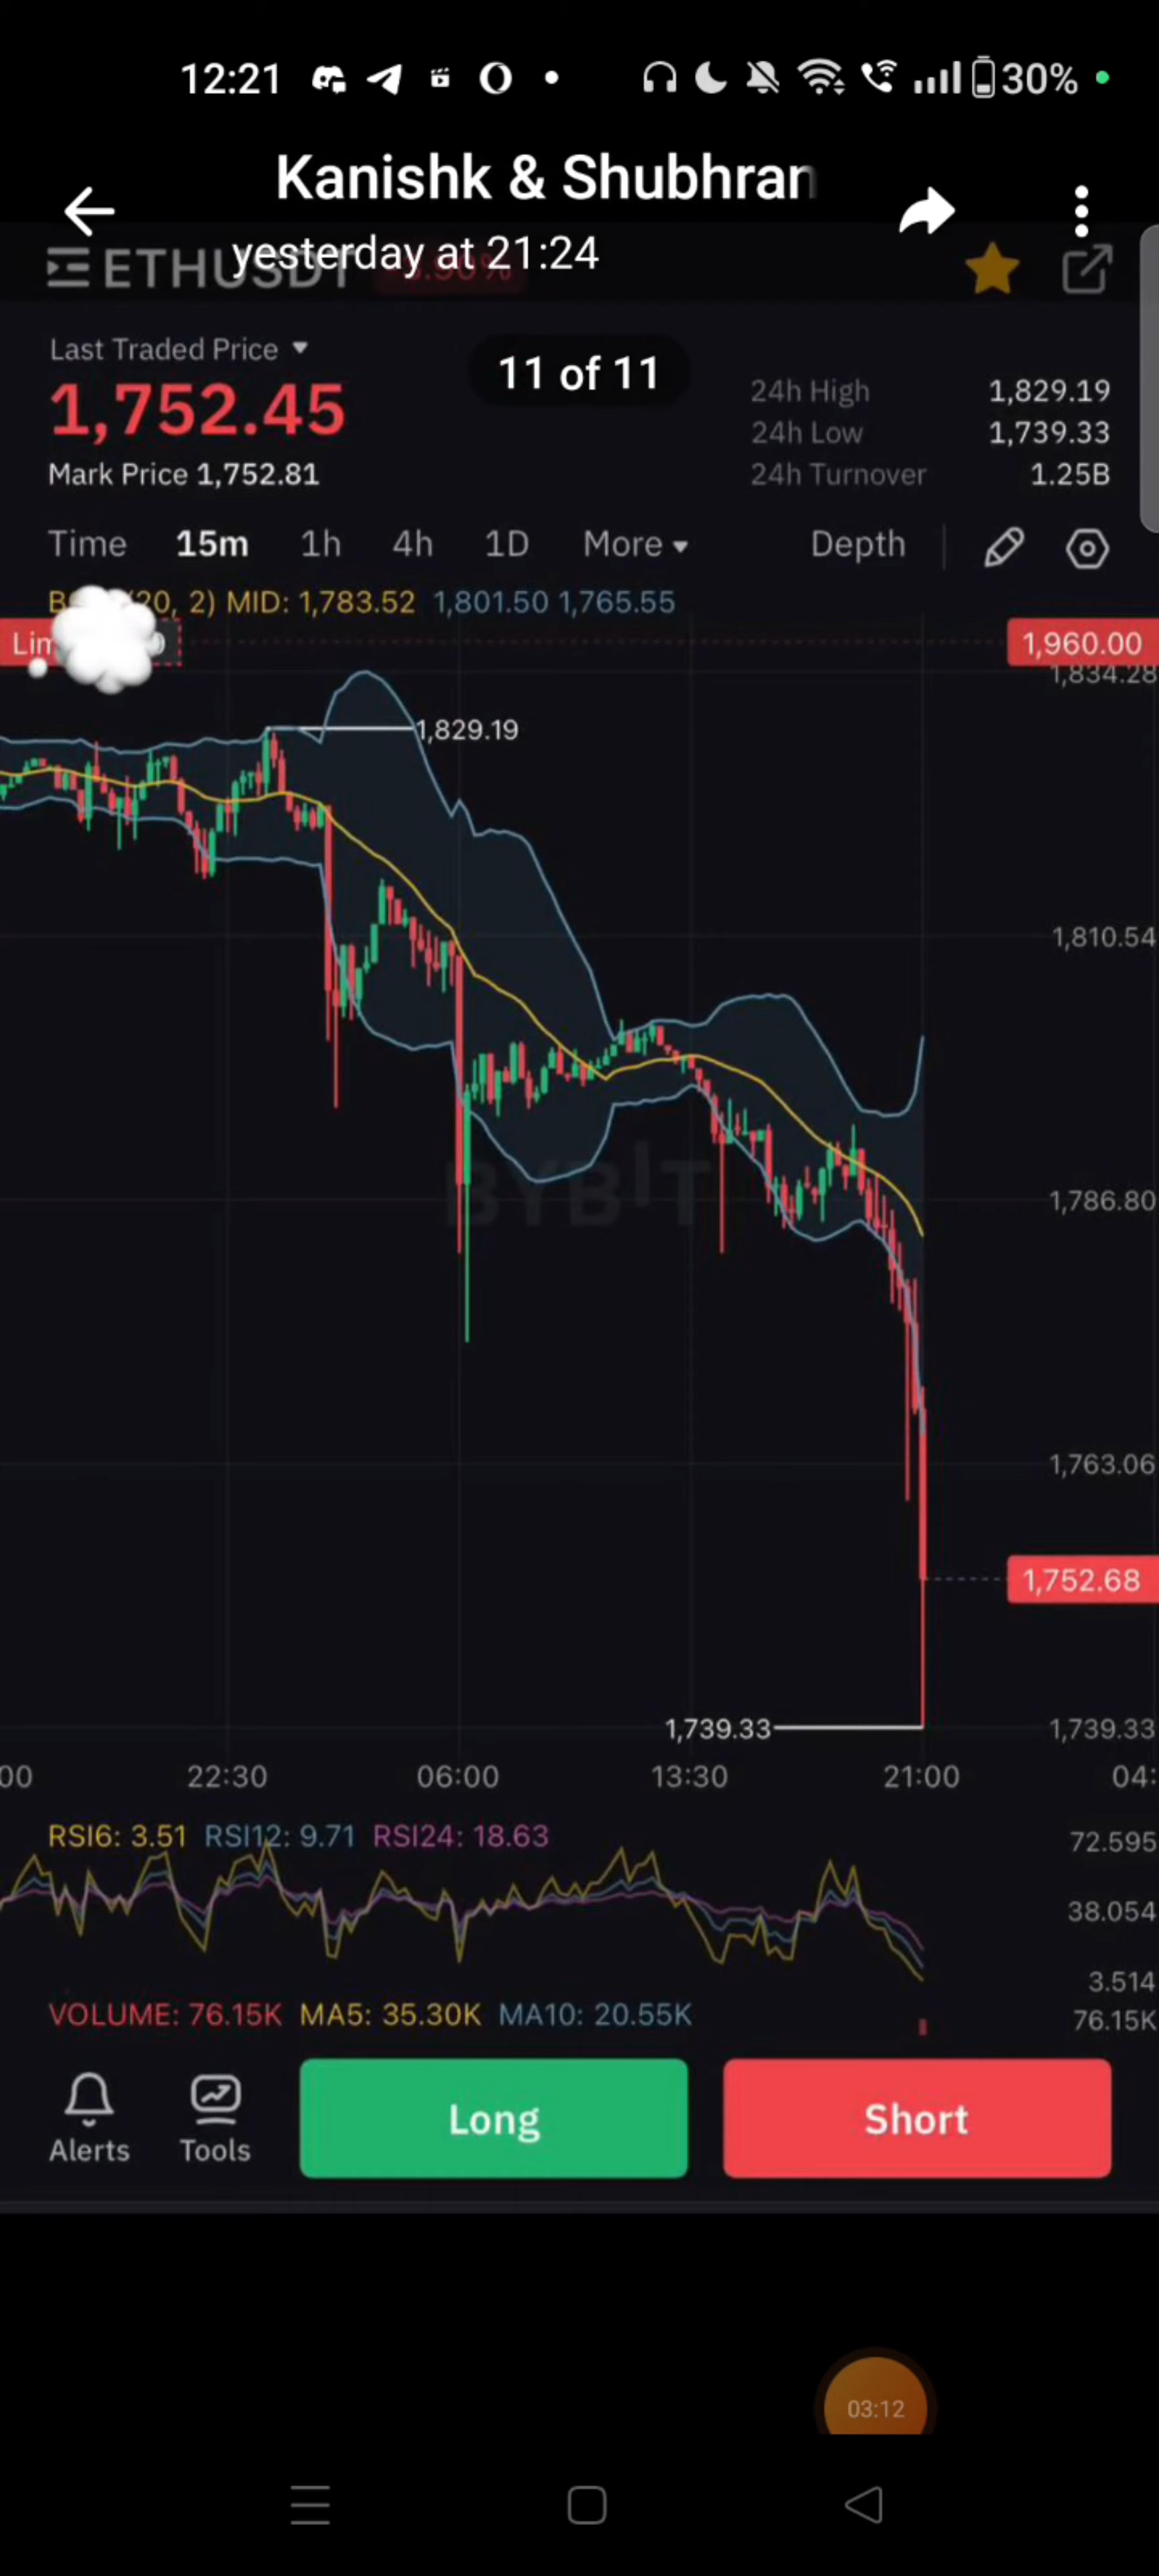 12:21
30%
Kanishk & Shubhran
yesterday at 21:24
ETHUSDT
11 of 11
Last Traded Price
1,752.45
Mark Price 1,752.81
24h High 1,829.19
24h Low 1,739.33
24h Turnover 1.25B
Time 15m 1h 4h 1D More Depth
20, 2) MID: 1,783.52 1,801.50 1,765.55
1,960.00
1,834.28
1,829.19
1,810.54
BYBIT
1,786.80
1,763.06
1,752.68
1,739.33
1,739.33
00 22:30 06:00 13:30 21:00 04:
RSI6: 3.51 RSI12: 9.71 RSI24: 18.63
72.595
38.054
3.514
VOLUME: 76.15K MA5: 35.30K MA10: 20.55K
76.15K
Alerts Tools Long Short
03:12